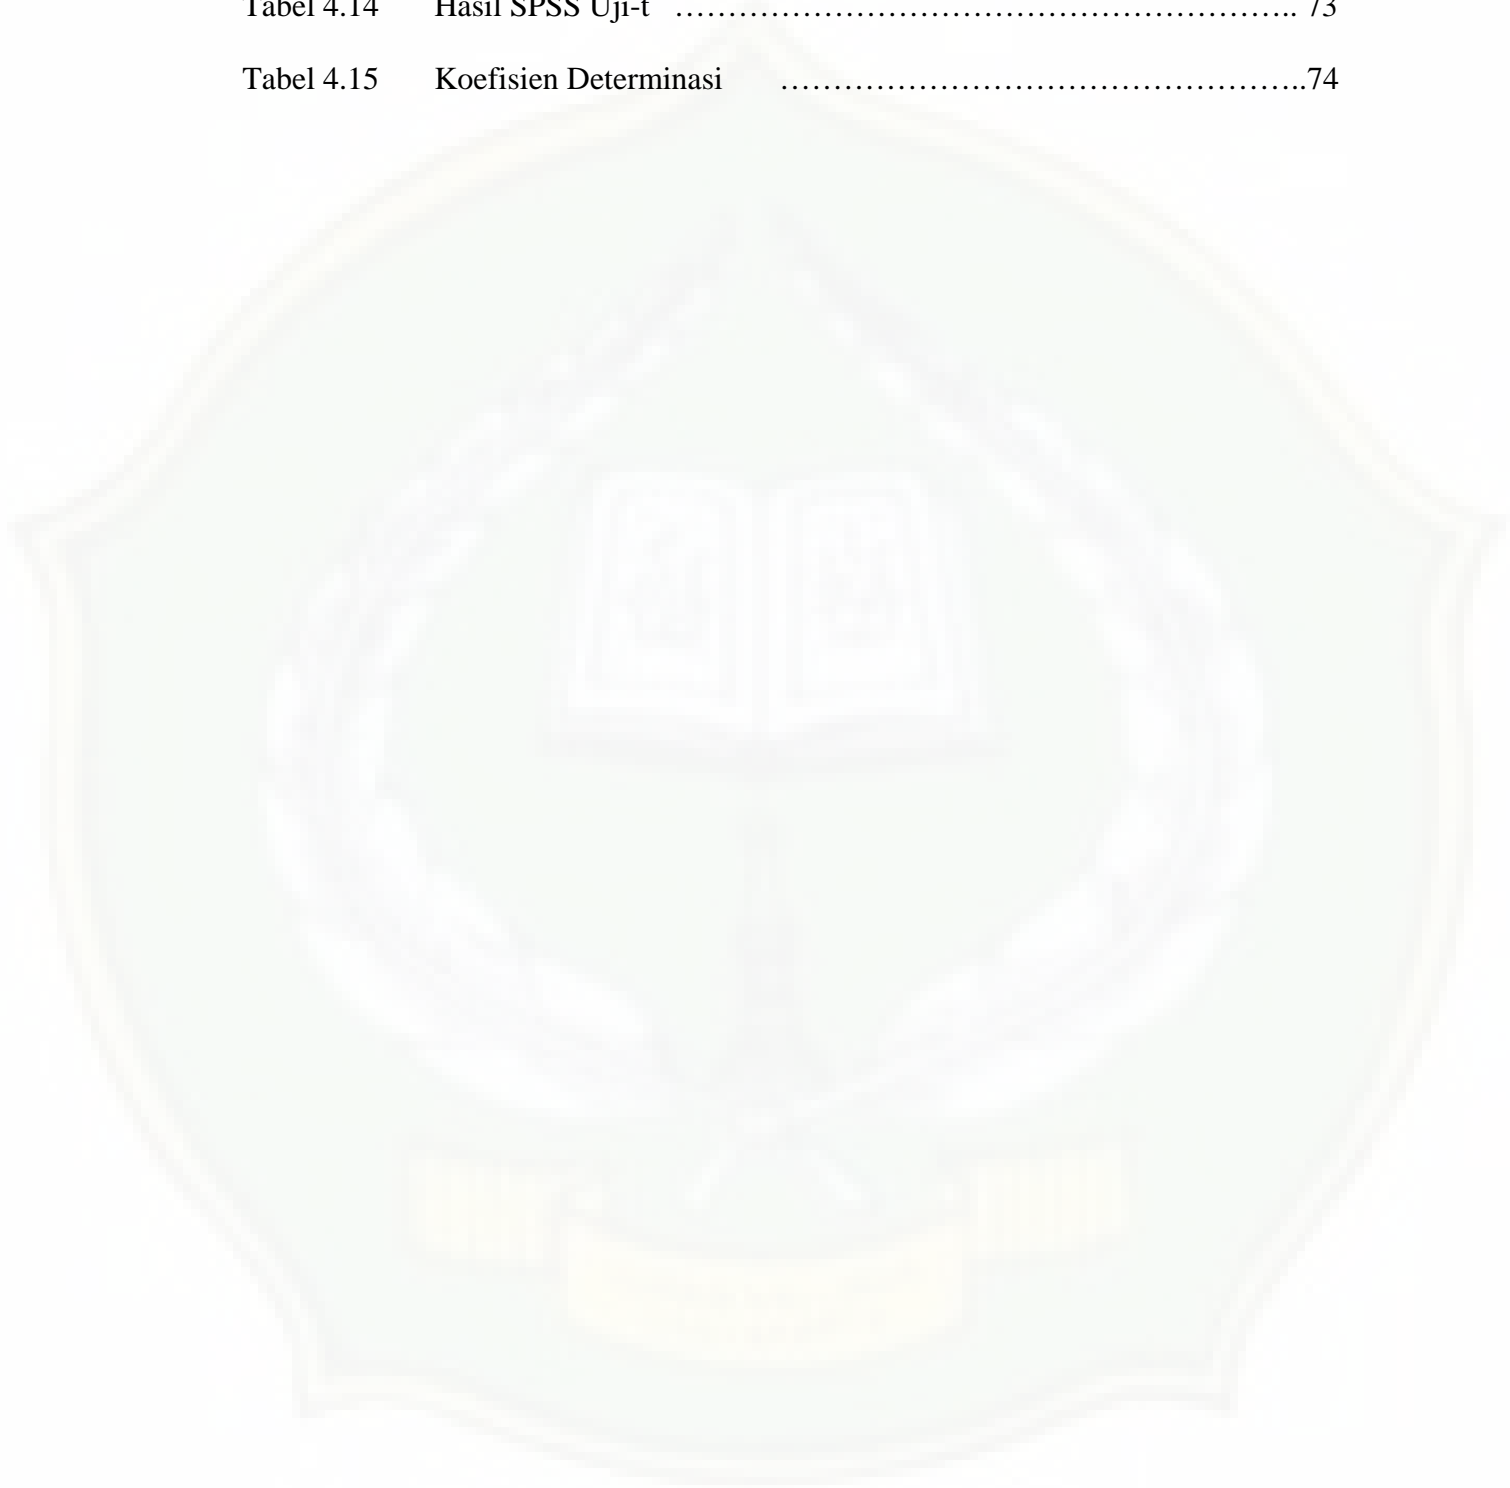 Tabel 4.14 Hasil SPSS Uji-t ……………………………………………………….. 73
Tabel 4.15 Koefisien Determinasi ……………………………………………..74